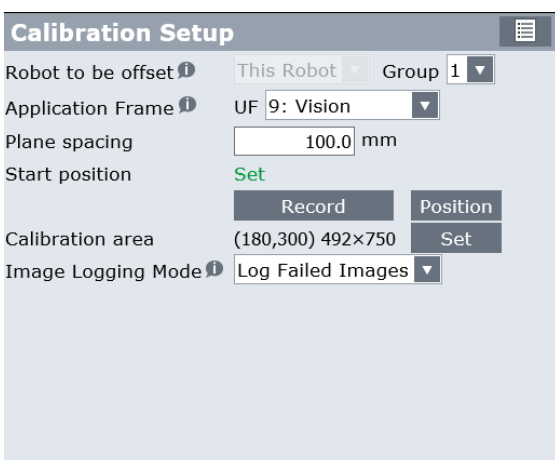 Calibration Setup
Robot to be offset This Robot Group 1
Application Frame UF 9: Vision
Plane spacing 100.0 mm
Start position Set
Record Position
Calibration area (180,300) 492×750 Set
Image Logging Mode Log Failed Images